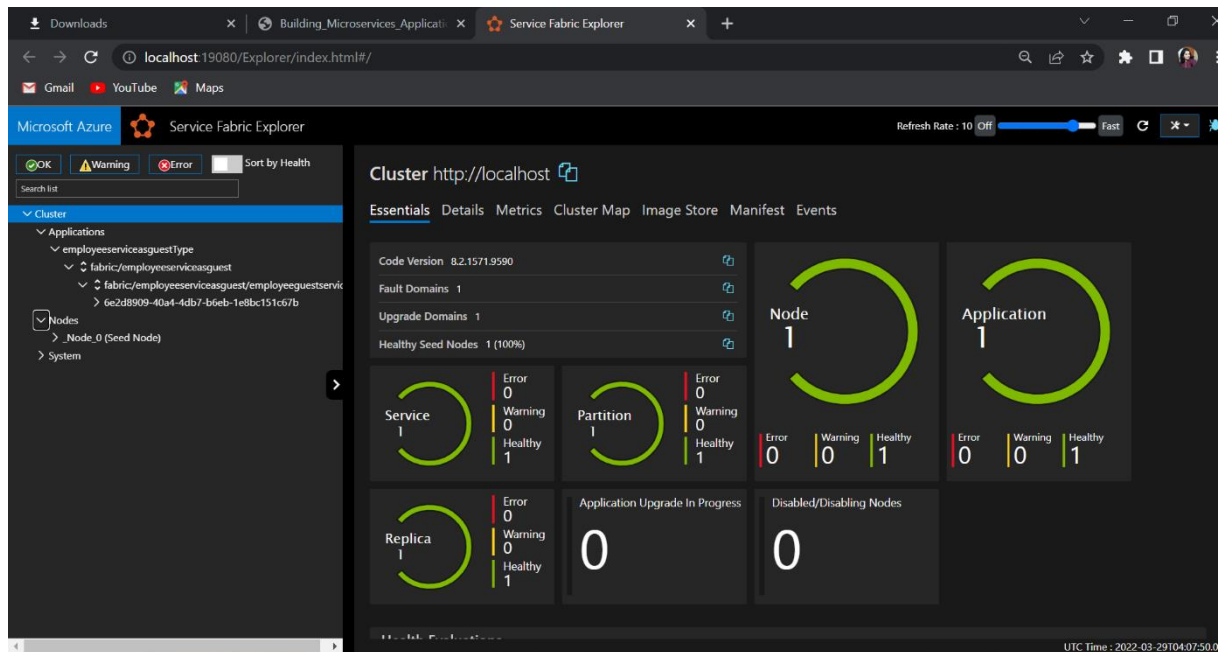 Downloads
Building_Microservices_Applicati
Service Fabric Explorer
localhost:19080/Explorer/index.html#/
Gmail YouTube Maps
Microsoft Azure Service Fabric Explorer
Refresh Rate : 10 Off Fast
OK Warning Error Sort by Health
Search list
Cluster
Applications
employeeserviceasguestType
fabric:/employeeserviceasguest
fabric:/employeeserviceasguest/employeeguestservic
6e2d8909-40a4-4db7-b6eb-1e8bc151c67b
Nodes
_Node_0 (Seed Node)
System
Cluster http://localhost
Essentials Details Metrics Cluster Map Image Store Manifest Events
Code Version 8.2.1571.9590
Fault Domains 1
Upgrade Domains 1
Healthy Seed Nodes 1 (100%)
Node
1
Error
0
Warning
0
Healthy
1
Application
1
Error
0
Warning
0
Healthy
1
Service
1
Error
0
Warning
0
Healthy
1
Partition
1
Error
0
Warning
0
Healthy
1
Replica
1
Error
0
Warning
0
Healthy
1
Application Upgrade In Progress
0
Disabled/Disabling Nodes
0
Health Evaluations
UTC Time : 2022-03-29T04:07:50.0